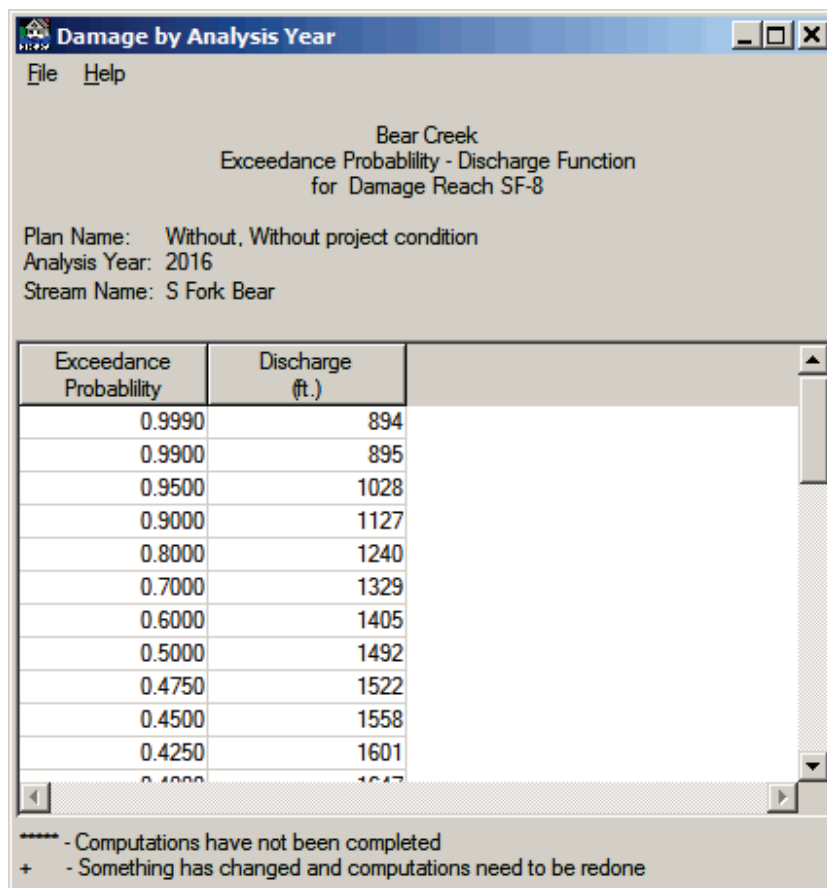 Damage by Analysis Year
File Help
Bear Creek
Exceedance Probablility - Discharge Function
for Damage Reach SF-8
Plan Name: Without, Without project condition
Analysis Year: 2016
Stream Name: S Fork Bear
Exceedance Discharge
Probablility (ft.)
0.9990 894
0.9900 895
0.9500 1028
0.9000 1127
0.8000 1240
0.7000 1329
0.6000 1405
0.5000 1492
0.4750 1522
0.4500 1558
0.4250 1601
***** - Computations have not been completed
+ - Something has changed and computations need to be redone